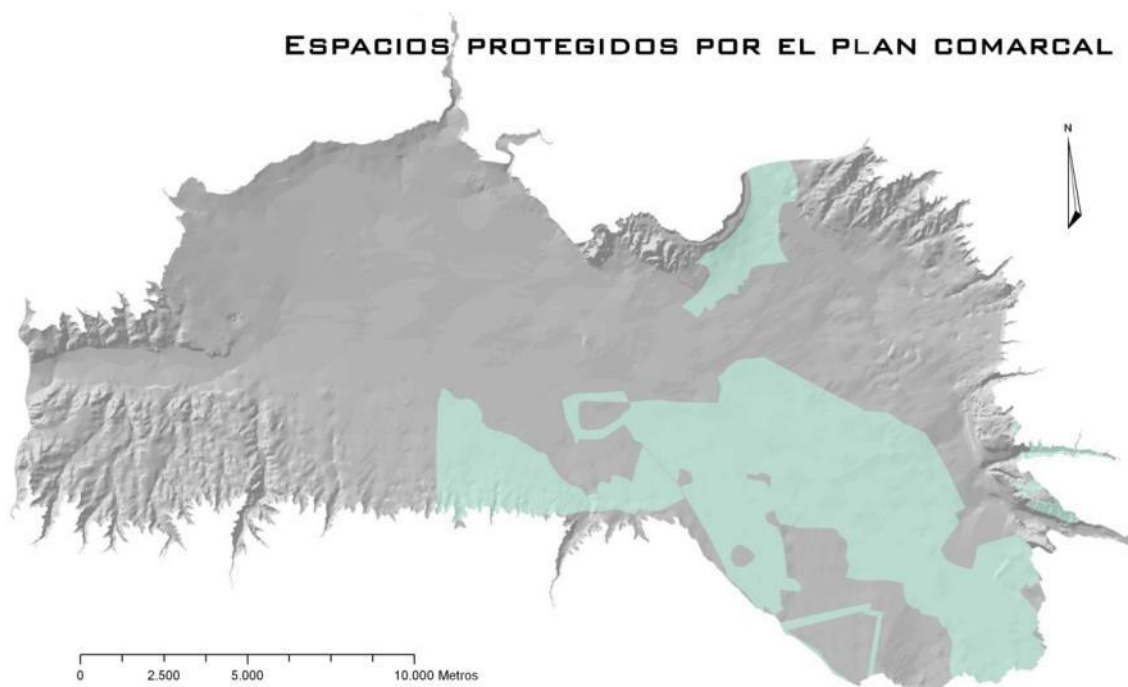 ESPACIOS PROTEGIDOS POR EL PLAN COMARCAL
N
0 2.500 5.000 10.000 Metros